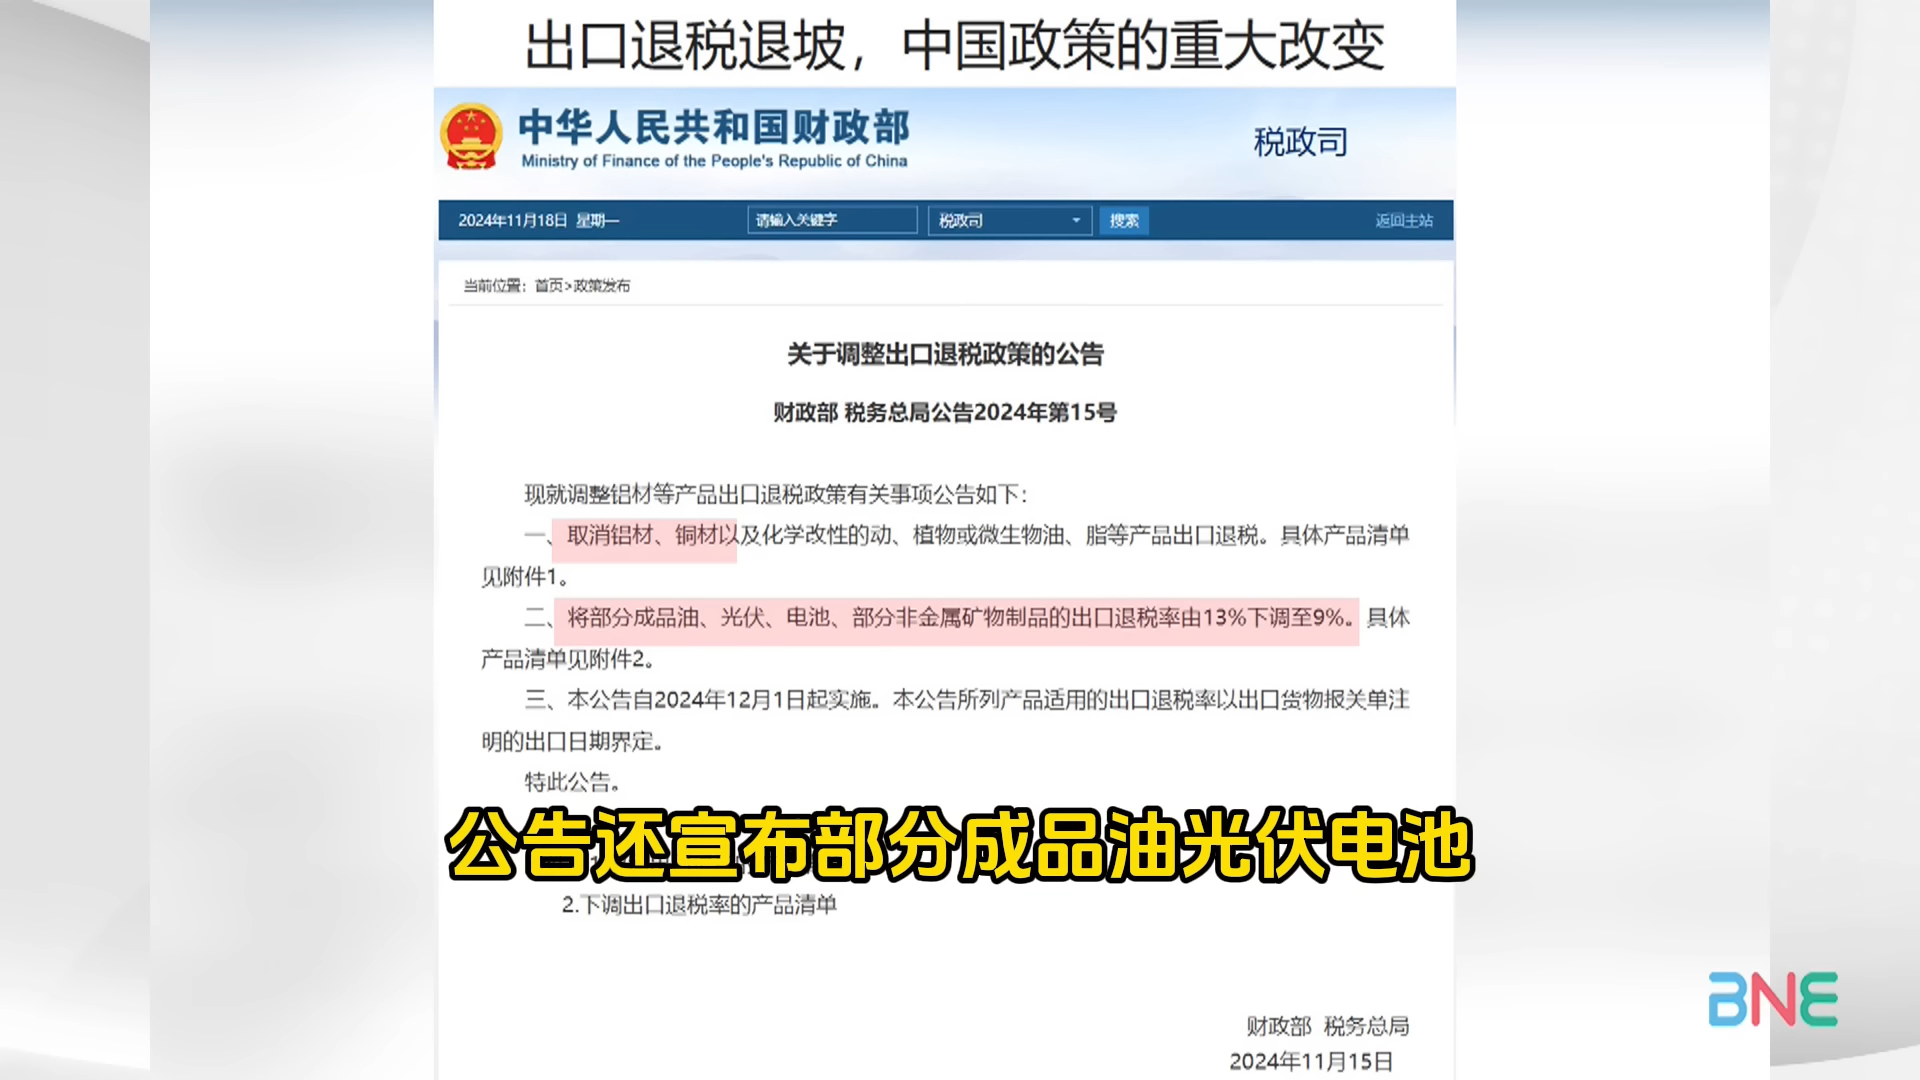 出口退税退坡，中国政策的重大改变
中华人民共和国财政部
Ministry of Finance of the People's Republic of China
税政司
2024年11月18日 星期一
请输入关键字
税政司
搜索
返回主站
当前位置：首页>政策发布
关于调整出口退税政策的公告
财政部 税务总局公告2024年第15号
现就调整铝材等产品出口退税政策有关事项公告如下：
一、取消铝材、铜材以及化学改性的动、植物或微生物油、脂等产品出口退税。具体产品清单
见附件1。
二、将部分成品油、光伏、电池、部分非金属矿物制品的出口退税率由13%下调至9%。具体
产品清单见附件2。
三、本公告自2024年12月1日起实施。本公告所列产品适用的出口退税率以出口货物报关单注
明的出口日期界定。
特此公告。
公告还宣布部分成品油光伏电池
2.下调出口退税率的产品清单
BNE
财政部 税务总局
2024年11月15日